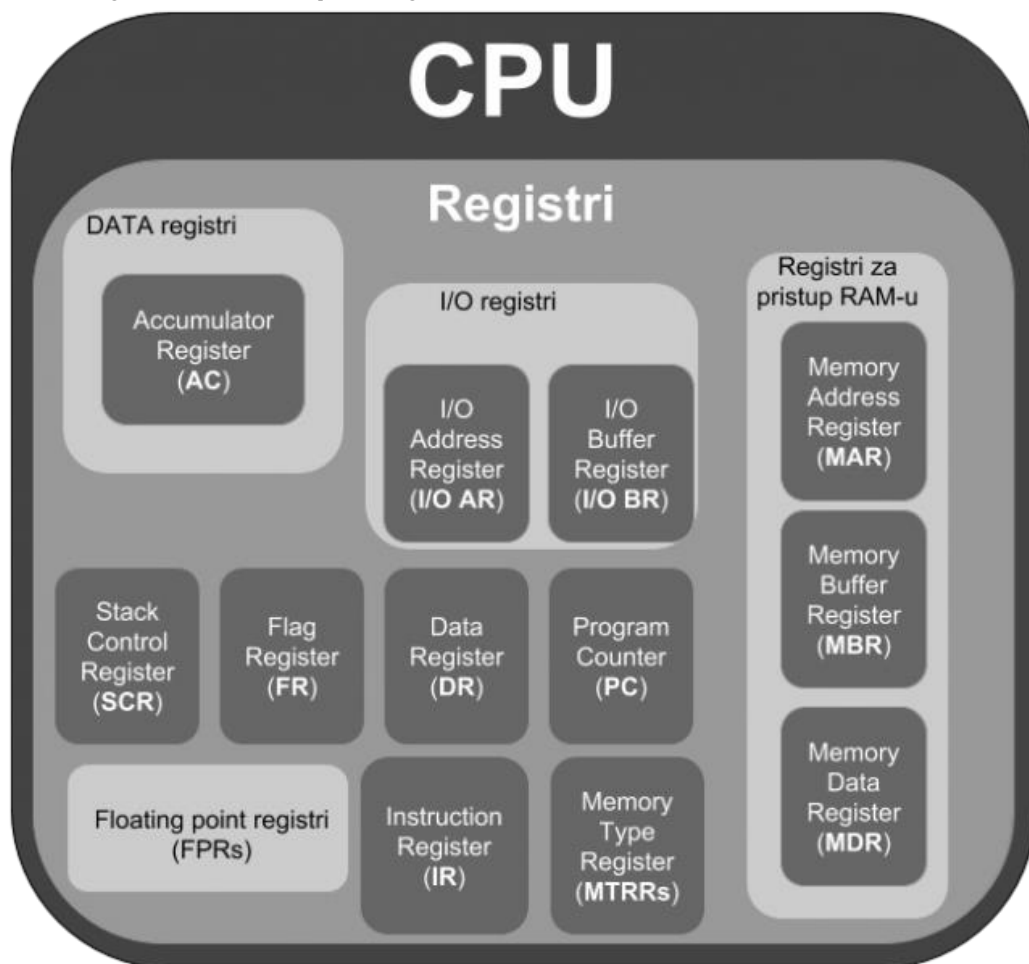 CPU
Registri
DATA registri
Accumulator
Register
(AC)
I/O registri
I/O
Address
Register
(I/O AR)
I/O
Buffer
Register
(I/O BR)
Registri za
pristup RAM-u
Memory
Address
Register
(MAR)
Memory
Buffer
Register
(MBR)
Memory
Data
Register
(MDR)
Stack
Control
Register
(SCR)
Flag
Register
(FR)
Data
Register
(DR)
Program
Counter
(PC)
Floating point registri
(FPRs)
Instruction
Register
(IR)
Memory
Type
Register
(MTRRs)